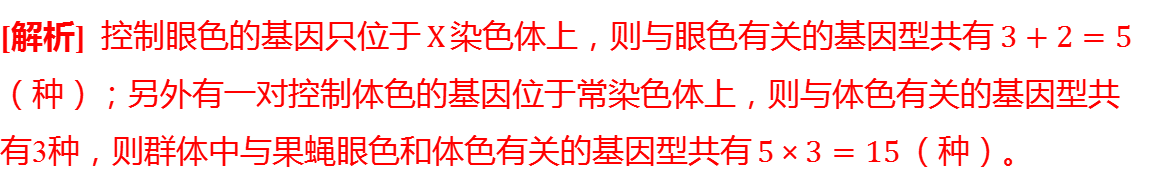 [解析] 控制眼色的基因只位于 X 染色体上，则与眼色有关的基因型共有 3 + 2 = 5
（种）；另外有一对控制体色的基因位于常染色体上，则与体色有关的基因型共
有3种，则群体中与果蝇眼色和体色有关的基因型共有 5 × 3 = 15（种）。